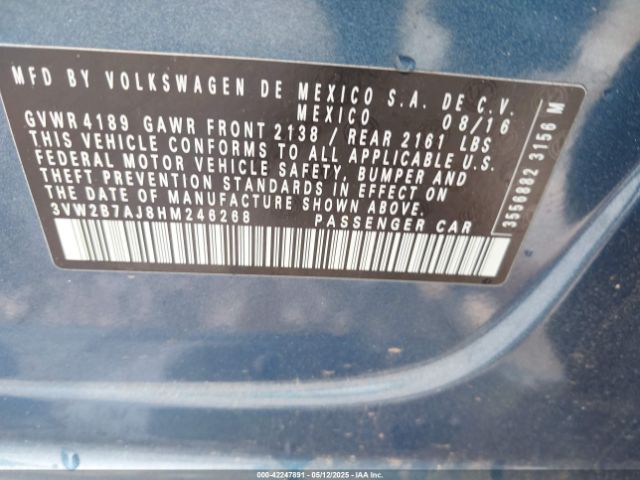 MFD BY VOLKSWAGEN DE MEXICO S.A. DE C.V.
MEXICO 08/16
GVWR 4189 GAWR FRONT 2138 / REAR 2161 LBS
THIS VEHICLE CONFORMS TO ALL APPLICABLE U.S.
FEDERAL MOTOR VEHICLE SAFETY, BUMPER AND
THEFT PREVENTION STANDARDS IN EFFECT ON
THE DATE OF MANUFACTURE SHOWN ABOVE.
3VW2B7AJ8HM246268 PASSENGER CAR
3556882 3156 M
000-42247891 - 05/12/2025 - IAAI.COM